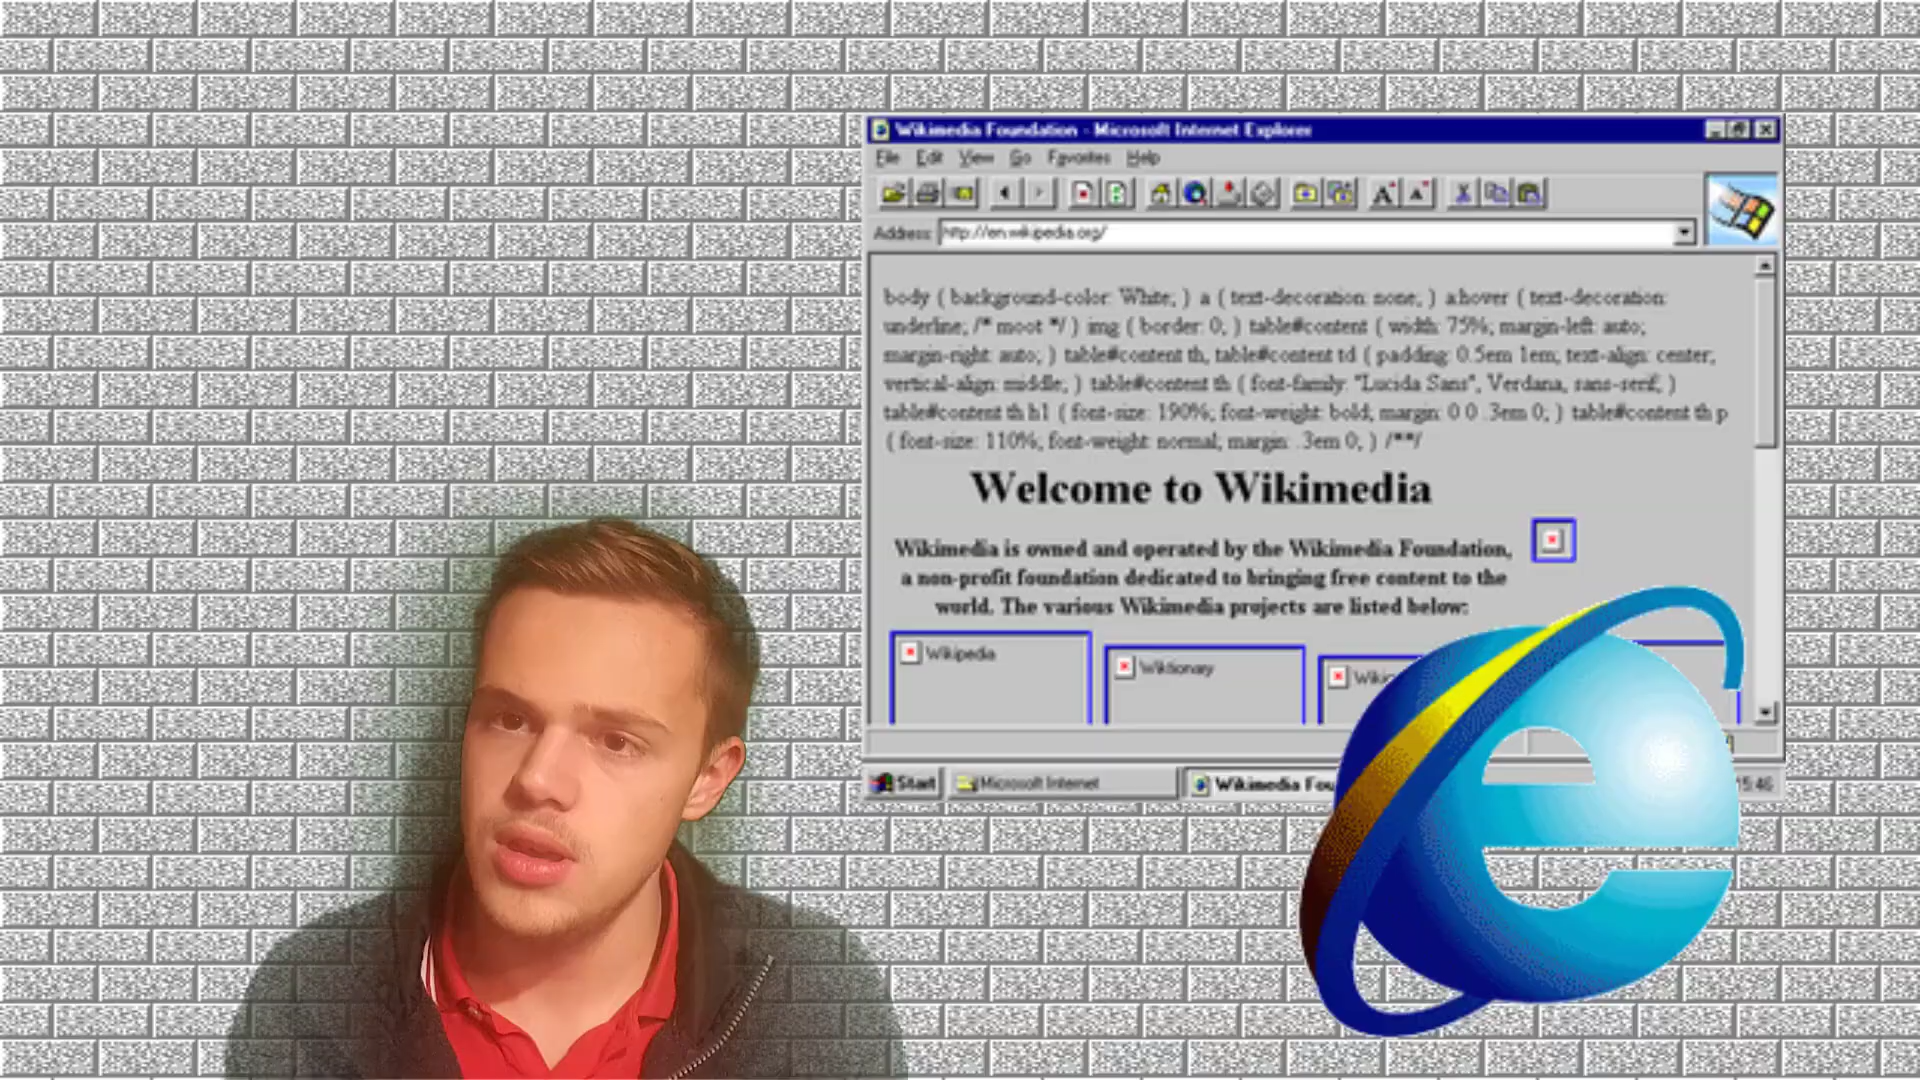 Wikimedia Foundation - Microsoft Internet Explorer
File Edit View Go Favorites Help
Address: http://en.wikipedia.org/
body ( background-color: White; ) a ( text-decoration: none; ) a:hover ( text-decoration:
underline; /* moot */ ) img ( border: 0; ) table#content ( width: 75%; margin-left: auto;
margin-right: auto; ) table#content th, table#content td ( padding: 0.5em 1em; text-align: center;
vertical-align: middle; ) table#content th ( font-family: "Lucida Sans", Verdana, sans-serif; )
table#content th h1 ( font-size: 190%; font-weight: bold; margin: 0 0 .3em 0; ) table#content th p
( font-size: 110%; font-weight: normal; margin: .3em 0; ) /**/
Welcome to Wikimedia
Wikimedia is owned and operated by the Wikimedia Foundation,
a non-profit foundation dedicated to bringing free content to the
world. The various Wikimedia projects are listed below:
Wikipedia
Wiktionary
Start Microsoft Internet Wikimedia Fou 15:46